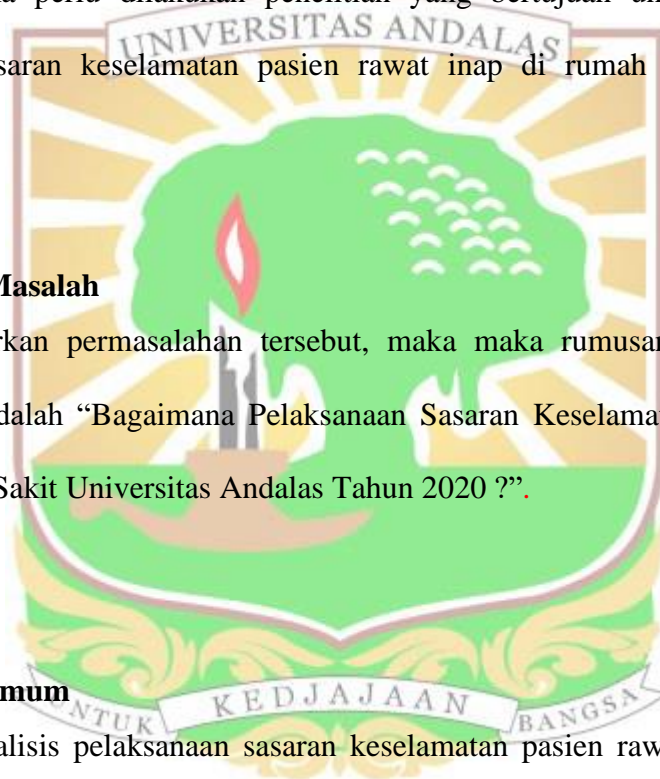 a perlu dilakukan penelitian yang bertujuan un
UNIVERSITAS ANDALAS
saran keselamatan pasien rawat inap di rumah
Masalah
rkan permasalahan tersebut, maka maka rumusan
dalah “Bagaimana Pelaksanaan Sasaran Keselamat
Sakit Universitas Andalas Tahun 2020 ?”.
mum
UNTUK KEDJAJAAN BANGSA
alisis pelaksanaan sasaran keselamatan pasien raw